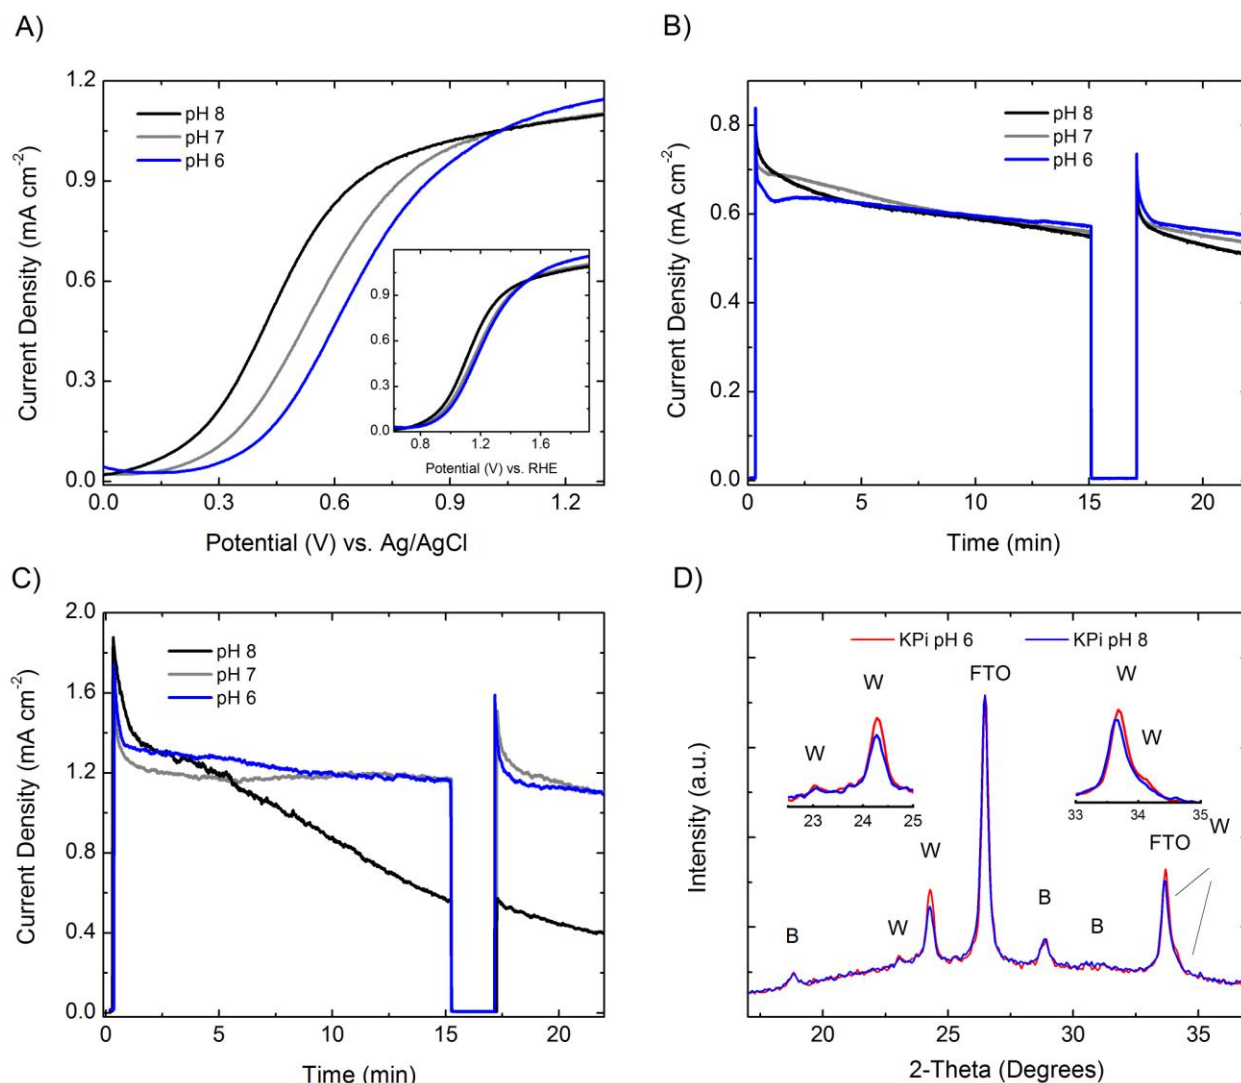 A)
1.2
0.9
0.6
0.3
0.0
pH 8
pH 7
pH 6
Current Density (mA cm⁻²)
0.0 0.3 0.6 0.9 1.2
Potential (V) vs. Ag/AgCl
0.9
0.6
0.3
0.0
0.8 1.2 1.6
Potential (V) vs. RHE
B)
0.8
0.6
0.4
0.2
0.0
pH 8
pH 7
pH 6
Current Density (mA cm⁻²)
0 5 10 15 20
Time (min)
C)
2.0
1.6
1.2
0.8
0.4
0.0
pH 8
pH 7
pH 6
Current Density (mA cm⁻²)
0 5 10 15 20
Time (min)
D)
KPi pH 6 KPi pH 8
W FTO W
W W
23 24 25
33 34 35
W
W FTO
B W B B
Intensity (a.u.)
20 25 30 35
2-Theta (Degrees)